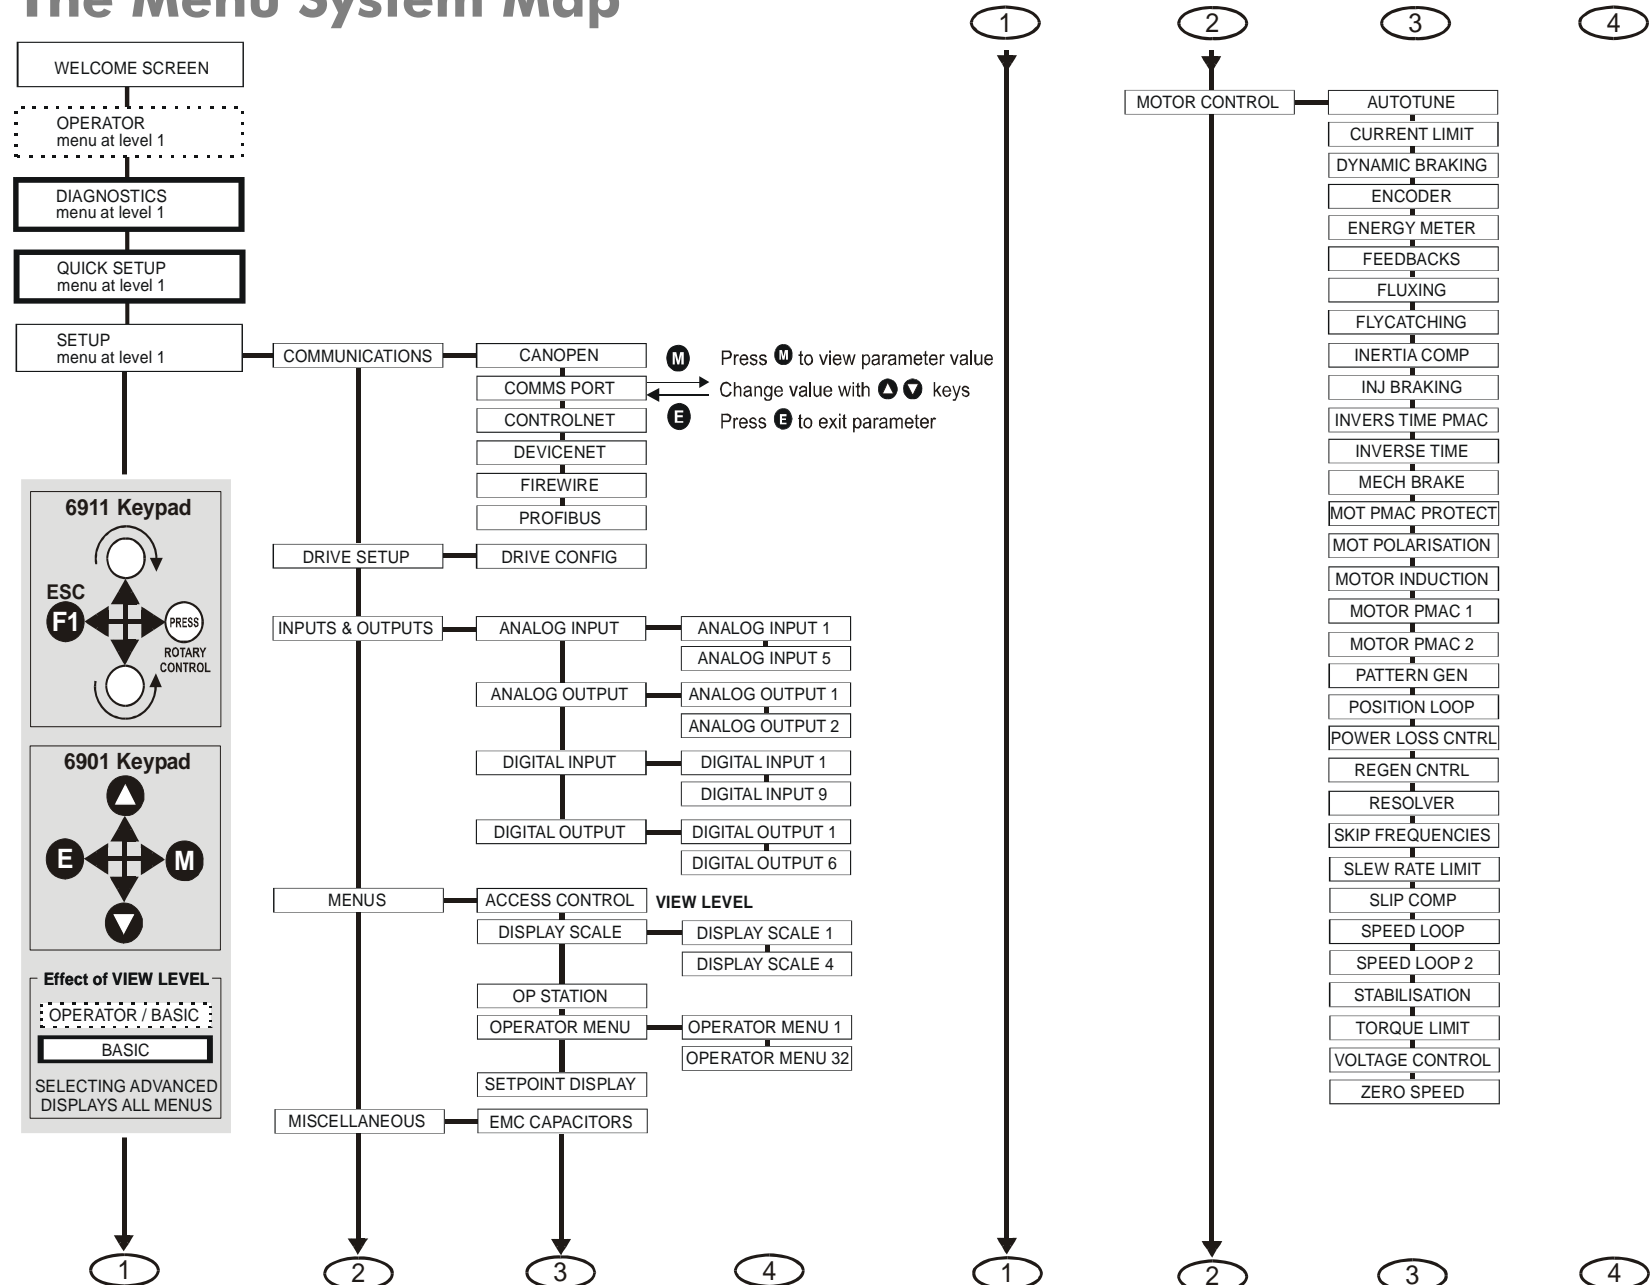 The Menu System Map
WELCOME SCREEN
OPERATOR
menu at level 1
DIAGNOSTICS
menu at level 1
QUICK SETUP
menu at level 1
SETUP
menu at level 1
6911 Keypad
ESC
F1
PRESS
ROTARY
CONTROL
6901 Keypad
E
M
Effect of VIEW LEVEL
OPERATOR / BASIC
BASIC
SELECTING ADVANCED
DISPLAYS ALL MENUS
1
COMMUNICATIONS
CANOPEN
COMMS PORT
CONTROLNET
DEVICENET
FIREWIRE
PROFIBUS
M Press M to view parameter value
Change value with keys
E Press E to exit parameter
DRIVE SETUP
DRIVE CONFIG
INPUTS & OUTPUTS
ANALOG INPUT
ANALOG INPUT 1
ANALOG INPUT 5
ANALOG OUTPUT
ANALOG OUTPUT 1
ANALOG OUTPUT 2
DIGITAL INPUT
DIGITAL INPUT 1
DIGITAL INPUT 9
DIGITAL OUTPUT
DIGITAL OUTPUT 1
DIGITAL OUTPUT 6
MENUS
ACCESS CONTROL
VIEW LEVEL
DISPLAY SCALE
DISPLAY SCALE 1
DISPLAY SCALE 4
OP STATION
OPERATOR MENU
OPERATOR MENU 1
OPERATOR MENU 32
SETPOINT DISPLAY
MISCELLANEOUS
EMC CAPACITORS
2
3
4
1
2
3
4
MOTOR CONTROL
AUTOTUNE
CURRENT LIMIT
DYNAMIC BRAKING
ENCODER
ENERGY METER
FEEDBACKS
FLUXING
FLYCATCHING
INERTIA COMP
INJ BRAKING
INVERS TIME PMAC
INVERSE TIME
MECH BRAKE
MOT PMAC PROTECT
MOT POLARISATION
MOTOR INDUCTION
MOTOR PMAC 1
MOTOR PMAC 2
PATTERN GEN
POSITION LOOP
POWER LOSS CNTRL
REGEN CNTRL
RESOLVER
SKIP FREQUENCIES
SLEW RATE LIMIT
SLIP COMP
SPEED LOOP
SPEED LOOP 2
STABILISATION
TORQUE LIMIT
VOLTAGE CONTROL
ZERO SPEED
1
2
3
4